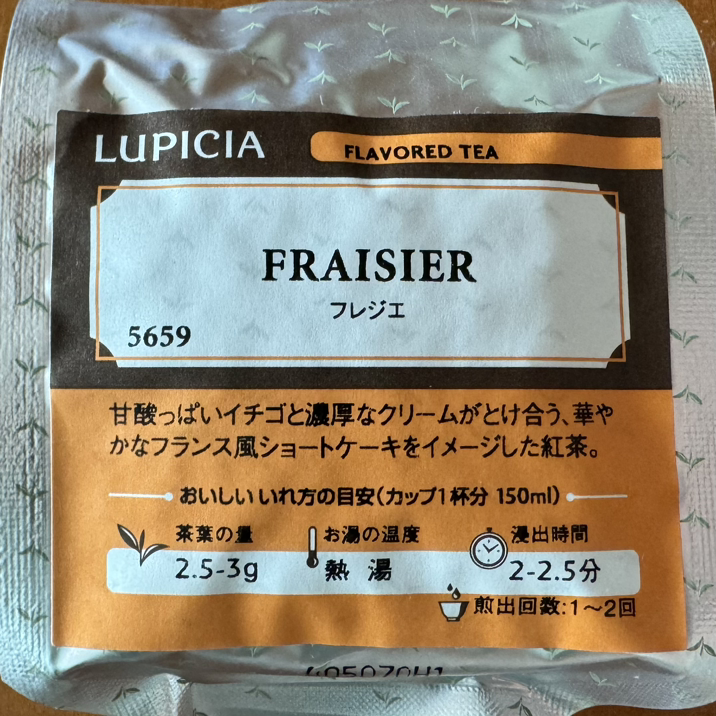 LUPICIA
FLAVORED TEA
FRAISIER
フレジエ
5659
甘酸っぱいイチゴと濃厚なクリームがとけ合う、華や
かなフランス風ショートケーキをイメージした紅茶。
おいしいいれ方の目安(カップ1杯分 150ml)
茶葉の量
お湯の温度
浸出時間
2.5-3g
熱 湯
2-2.5分
煎出回数:1〜2回